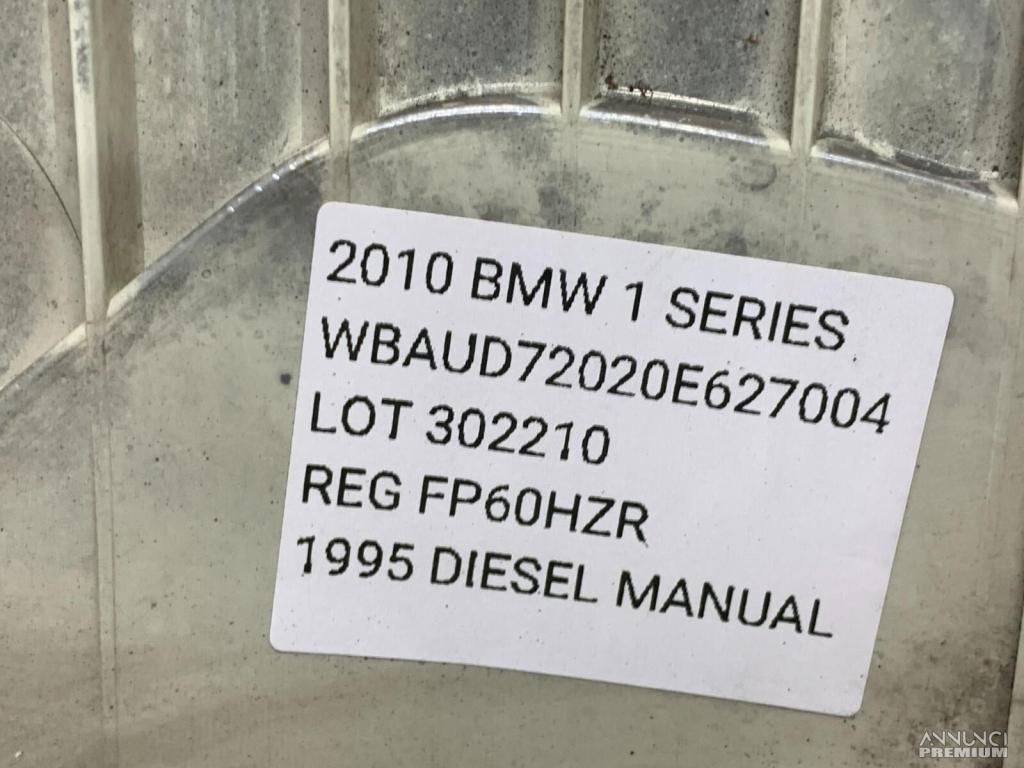 2010 BMW 1 SERIES
WBAUD72020E627004
LOT 302210
REG FP60HZR
1995 DIESEL MANUAL
ANNUNCI
PREMIUM